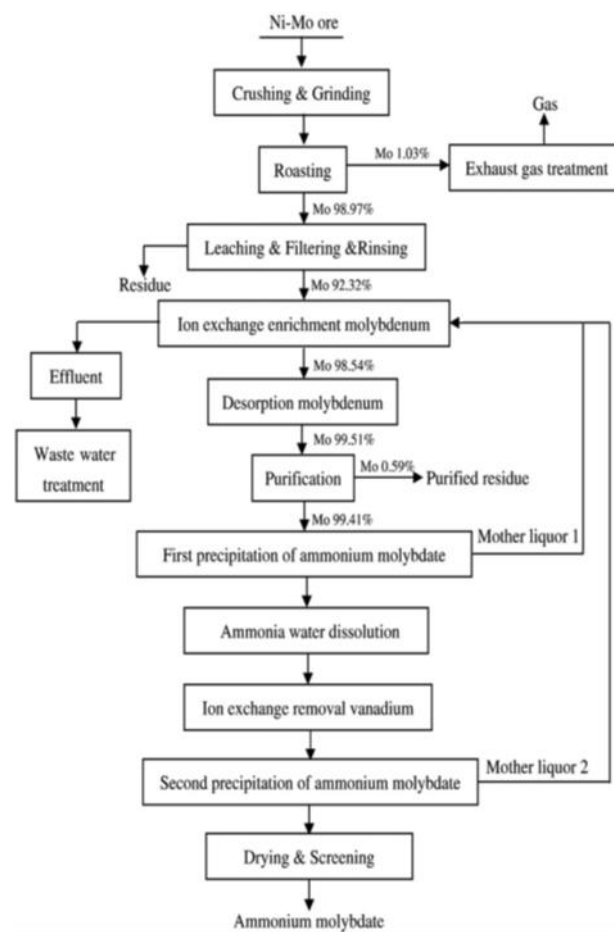 Ni-Mo ore
Crushing & Grinding
Gas
Roasting
Mo 1.03%
Exhaust gas treatment
Mo 98.97%
Leaching & Filtering &Rinsing
Residue
Mo 92.32%
Ion exchange enrichment molybdenum
Mo 98.54%
Effluent
Desorption molybdenum
Mo 99.51%
Waste water
treatment
Purification
Mo 0.59%
Purified residue
Mo 99.41%
First precipitation of ammonium molybdate
Mother liquor 1
Ammonia water dissolution
Ion exchange removal vanadium
Second precipitation of ammonium molybdate
Mother liquor 2
Drying & Screening
Ammonium molybdate